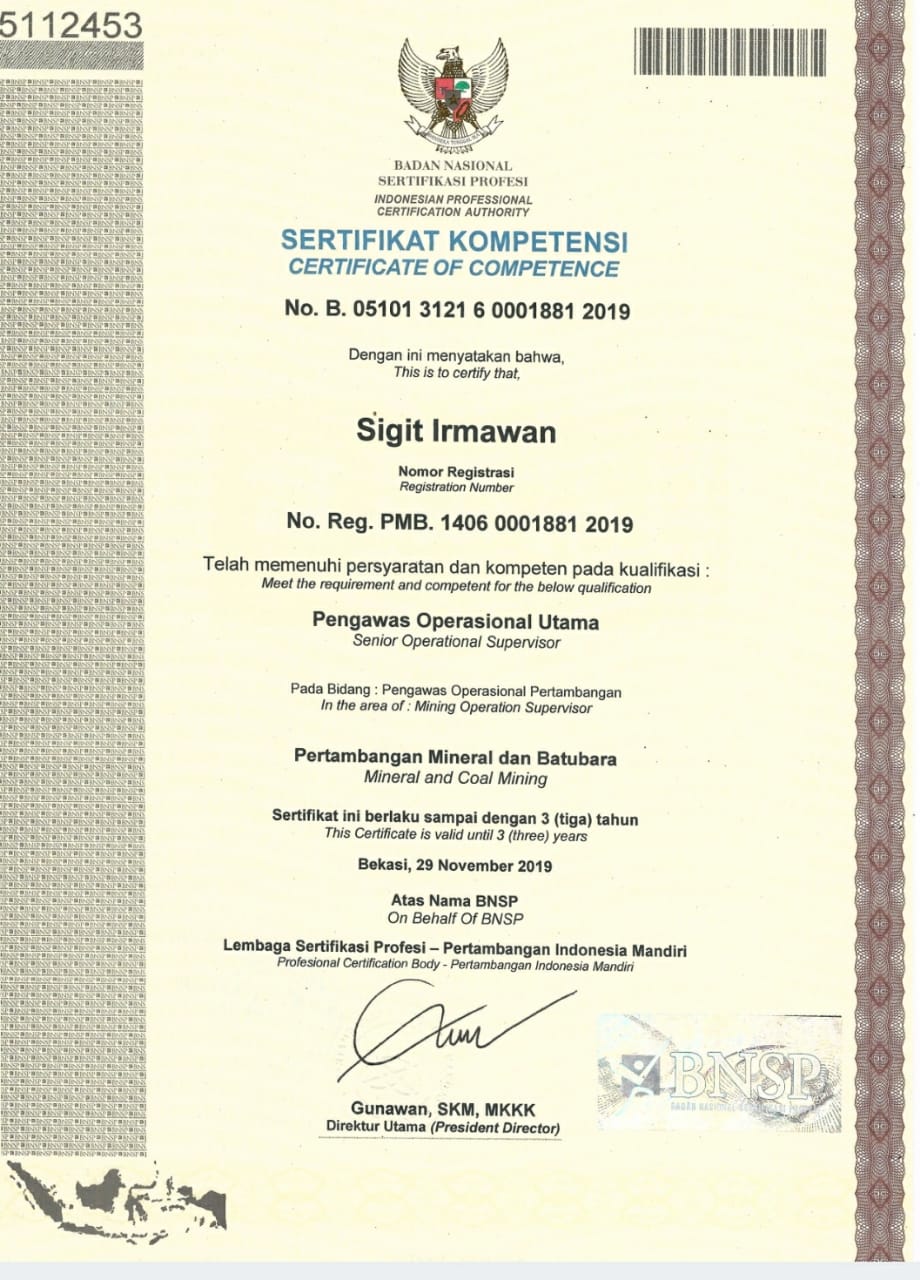 5112453
BADAN NASIONAL
SERTIFIKASI PROFESI
INDONESIAN PROFESSIONAL
CERTIFICATION AUTHORITY
SERTIFIKAT KOMPETENSI
CERTIFICATE OF COMPETENCE
No. B. 05101 3121 6 0001881 2019
Dengan ini menyatakan bahwa,
This is to certify that,
Sigit Irmawan
Nomor Registrasi
Registration Number
No. Reg. PMB. 1406 0001881 2019
Telah memenuhi persyaratan dan kompeten pada kualifikasi :
Meet the requirement and competent for the below qualification
Pengawas Operasional Utama
Senior Operational Supervisor
Pada Bidang : Pengawas Operasional Pertambangan
In the area of : Mining Operation Supervisor
Pertambangan Mineral dan Batubara
Mineral and Coal Mining
Sertifikat ini berlaku sampai dengan 3 (tiga) tahun
This Certificate is valid until 3 (three) years
Bekasi, 29 November 2019
Atas Nama BNSP
On Behalf Of BNSP
Lembaga Sertifikasi Profesi – Pertambangan Indonesia Mandiri
Profesional Certification Body - Pertambangan Indonesia Mandiri
BNSP
Gunawan, SKM, MKKK
Direktur Utama (President Director)